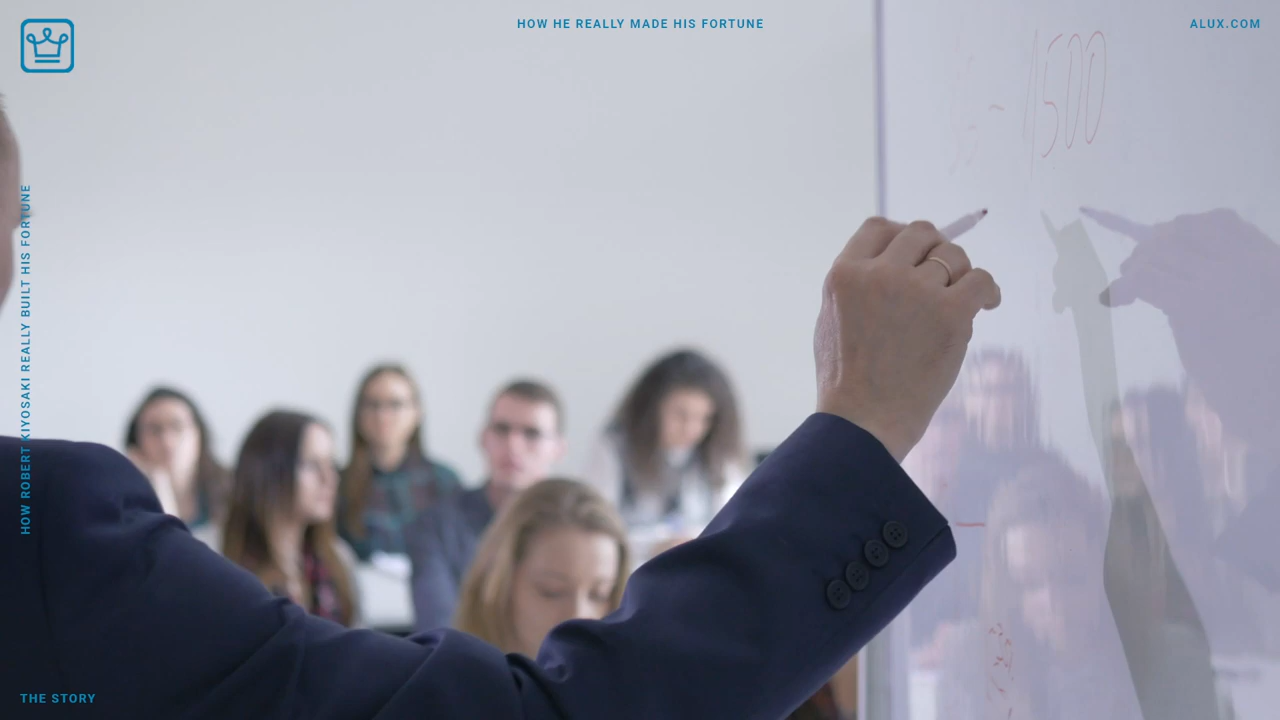 HOW HE REALLY MADE HIS FORTUNE
ALUX.COM
1500
HOW ROBERT KIYOSAKI REALLY BUILT HIS FORTUNE
THE STORY